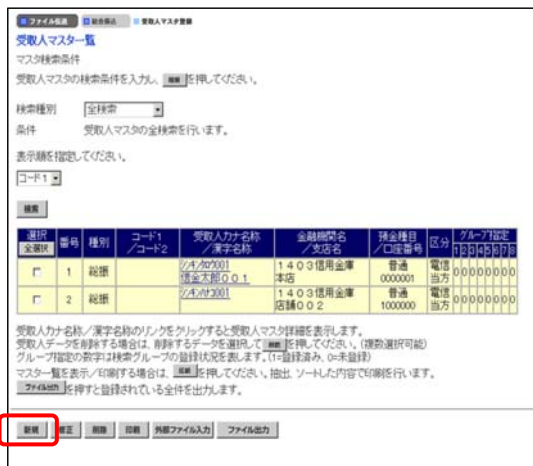 ファイル伝送 総合振込 受取人マスタ登録
受取人マスター覧
マスタ検索条件
受取人マスタの検索条件を入力し、 検索 を押してください。
検索種別 全検索
条件 受取人マスタの全検索を行います。
表示順を指定してください。
コード1
検索
選択 全選択 番号 種別 コード1/コード2 受取人カナ名称/漢字名称 金融機関名/支店名 預金種目/口座番号 区分 グループ指定 1 2 3 4 5 6 7 8
1 総振 信金太郎001 1403信用金庫 本店 普通 0000001 電信 当方 0 0 0 0 0 0 0 0
2 総振 1403信用金庫 店舗002 普通 1000000 電信 当方 0 0 0 0 0 0 0 0
受取人カナ名称/漢字名称のリンクをクリックすると受取人マスタ詳細を表示します。
受取人データを削除する場合は、削除するデータを選択して 削除 を押してください。(複数選択可能)
グループ指定の数字は検索グループの登録状況を表します。(1=登録済み、0=未登録)
マスター覧を表示/印刷する場合は、 印刷 を押してください。抽出、ソートした内容で印刷を行います。
ファイル出力 を押すと登録されている全件を出力します。
新規 修正 削除 印刷 外部ファイル入力 ファイル出力